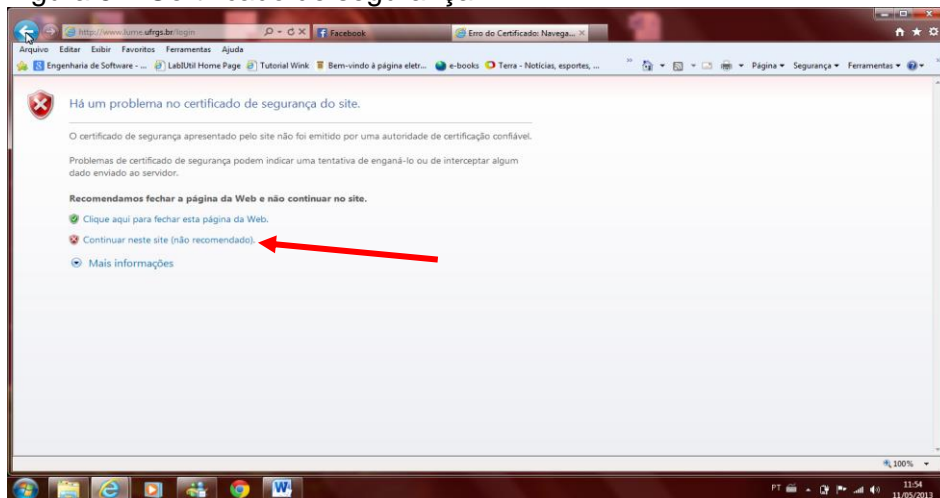 http://www.lume.ufrgs.br/login
Facebook
Erro do Certificado: Navega...
Arquivo Editar Exibir Favoritos Ferramentas Ajuda
Engenharia de Software - ... LabIUtil Home Page Tutorial Wink Bem-vindo à página eletr... e-books Terra - Notícias, esportes, ... Página Segurança Ferramentas
Há um problema no certificado de segurança do site.
O certificado de segurança apresentado pelo site não foi emitido por uma autoridade de certificação confiável.
Problemas de certificado de segurança podem indicar uma tentativa de enganá-lo ou de interceptar algum
dado enviado ao servidor.
Recomendamos fechar a página da Web e não continuar no site.
Clique aqui para fechar esta página da Web.
Continuar neste site (não recomendado).
Mais informações
100%
PT
11:54
11/05/2013